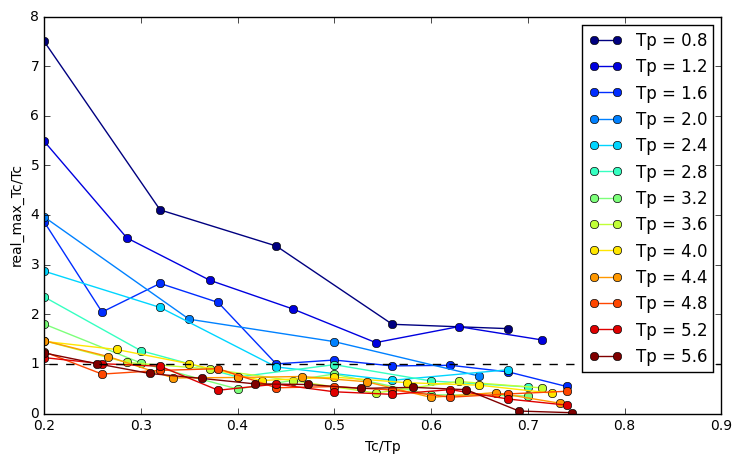 8
7
6
5
4
3
2
1
0
real_max_Tc/Tc
0.2 0.3 0.4 0.5 0.6 0.7 0.8 0.9
Tc/Tp
Tp = 0.8
Tp = 1.2
Tp = 1.6
Tp = 2.0
Tp = 2.4
Tp = 2.8
Tp = 3.2
Tp = 3.6
Tp = 4.0
Tp = 4.4
Tp = 4.8
Tp = 5.2
Tp = 5.6